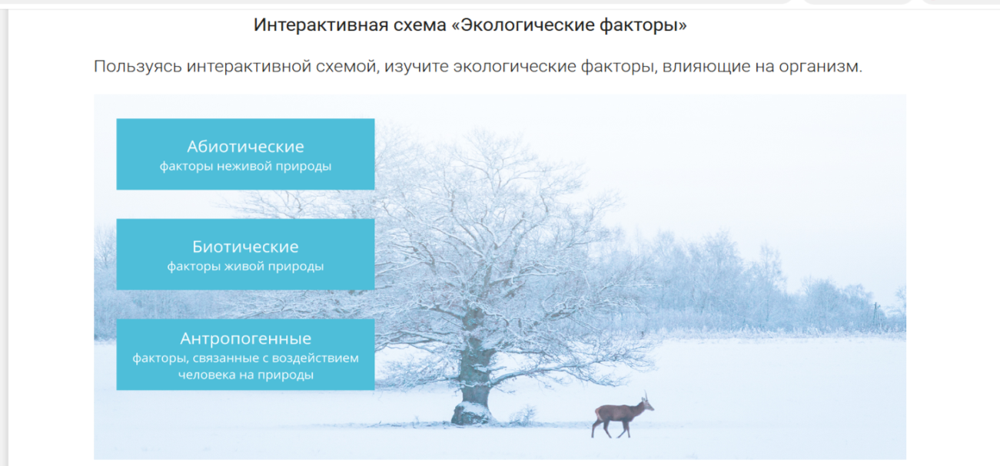 Интерактивная схема «Экологические факторы»
Пользуясь интерактивной схемой, изучите экологические факторы, влияющие на организм.
Абиотические
факторы неживой природы
Биотические
факторы живой природы
Антропогенные
факторы, связанные с воздействием
человека на природы